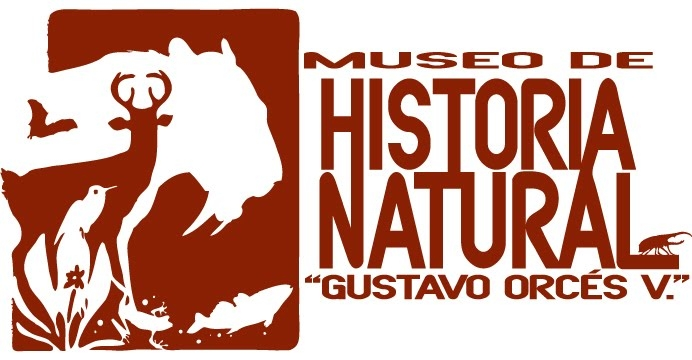 MUSEO DE
HISTORIA
NATURAL
“GUSTAVO ORCÉS V.”